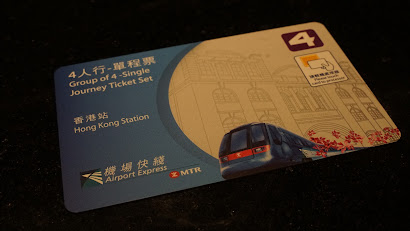 4人行-單程票
Group of 4 -Single
Journey Ticket Set
香港站
Hong Kong Station
機場快綫
Airport Express
MTR
4